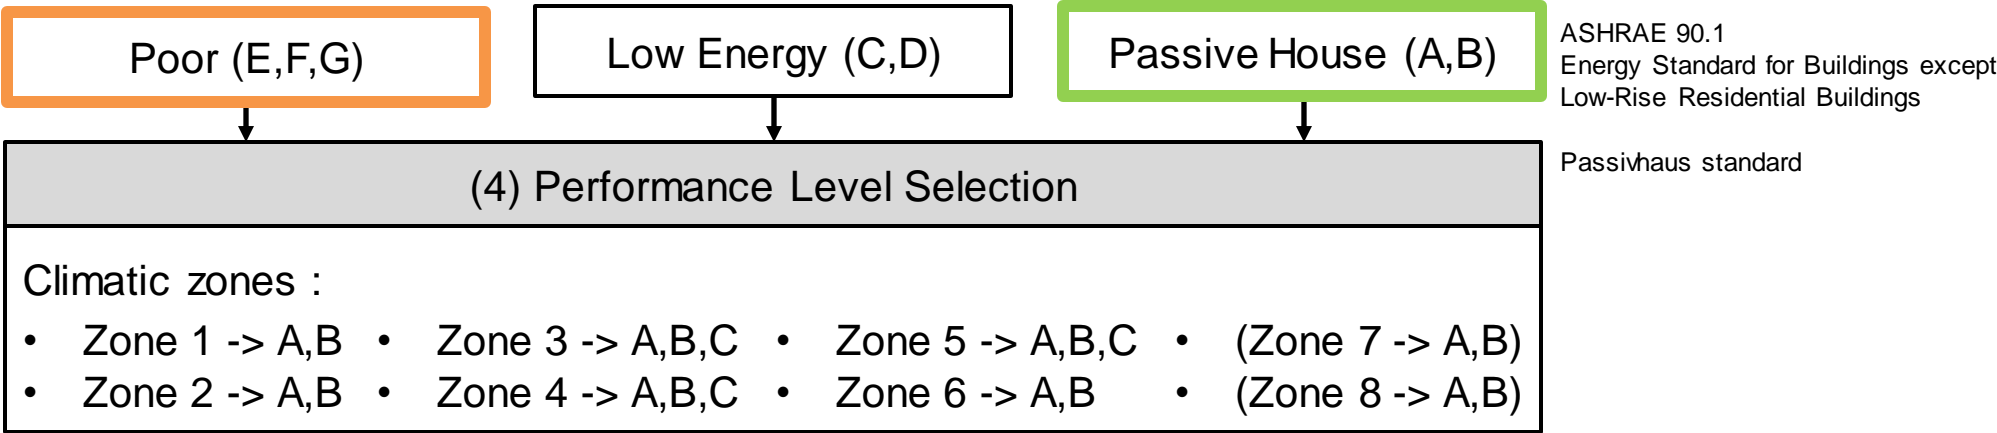 Poor (E,F,G)
Low Energy (C,D)
Passive House (A,B)
ASHRAE 90.1
Energy Standard for Buildings except
Low-Rise Residential Buildings
Passivhaus standard
(4) Performance Level Selection
Climatic zones :
• Zone 1 -> A,B • Zone 3 -> A,B,C • Zone 5 -> A,B,C • (Zone 7 -> A,B)
• Zone 2 -> A,B • Zone 4 -> A,B,C • Zone 6 -> A,B • (Zone 8 -> A,B)